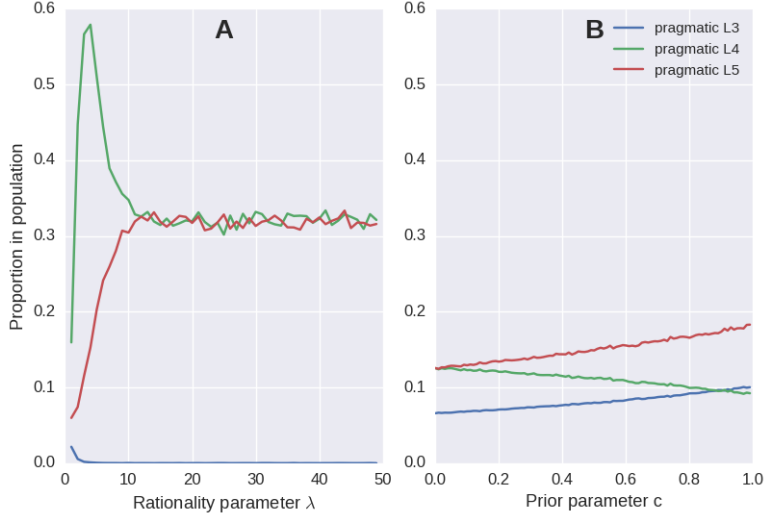 0.6
0.5
0.4
0.3
0.2
0.1
0.0
Proportion in population
A
0 10 20 30 40 50
Rationality parameter λ
0.6
0.5
0.4
0.3
0.2
0.1
0.0
B
pragmatic L3
pragmatic L4
pragmatic L5
0.0 0.2 0.4 0.6 0.8 1.0
Prior parameter c